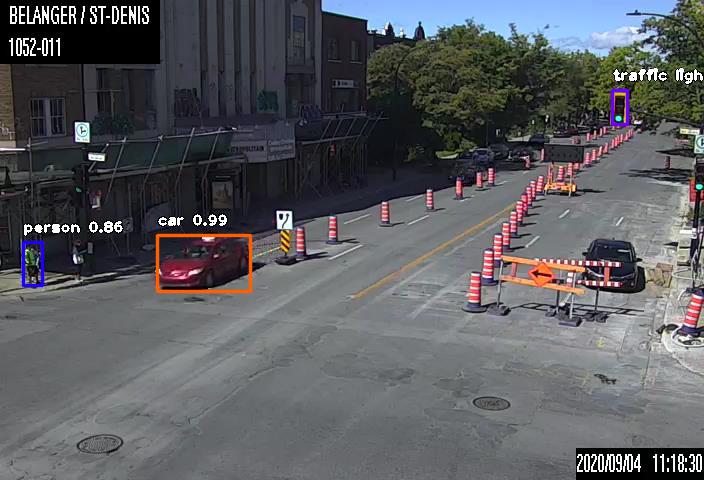 BELANGER / ST-DENIS
1052-011
traffic ligh
person 0.86
car 0.99
2020/09/04 11:18:30